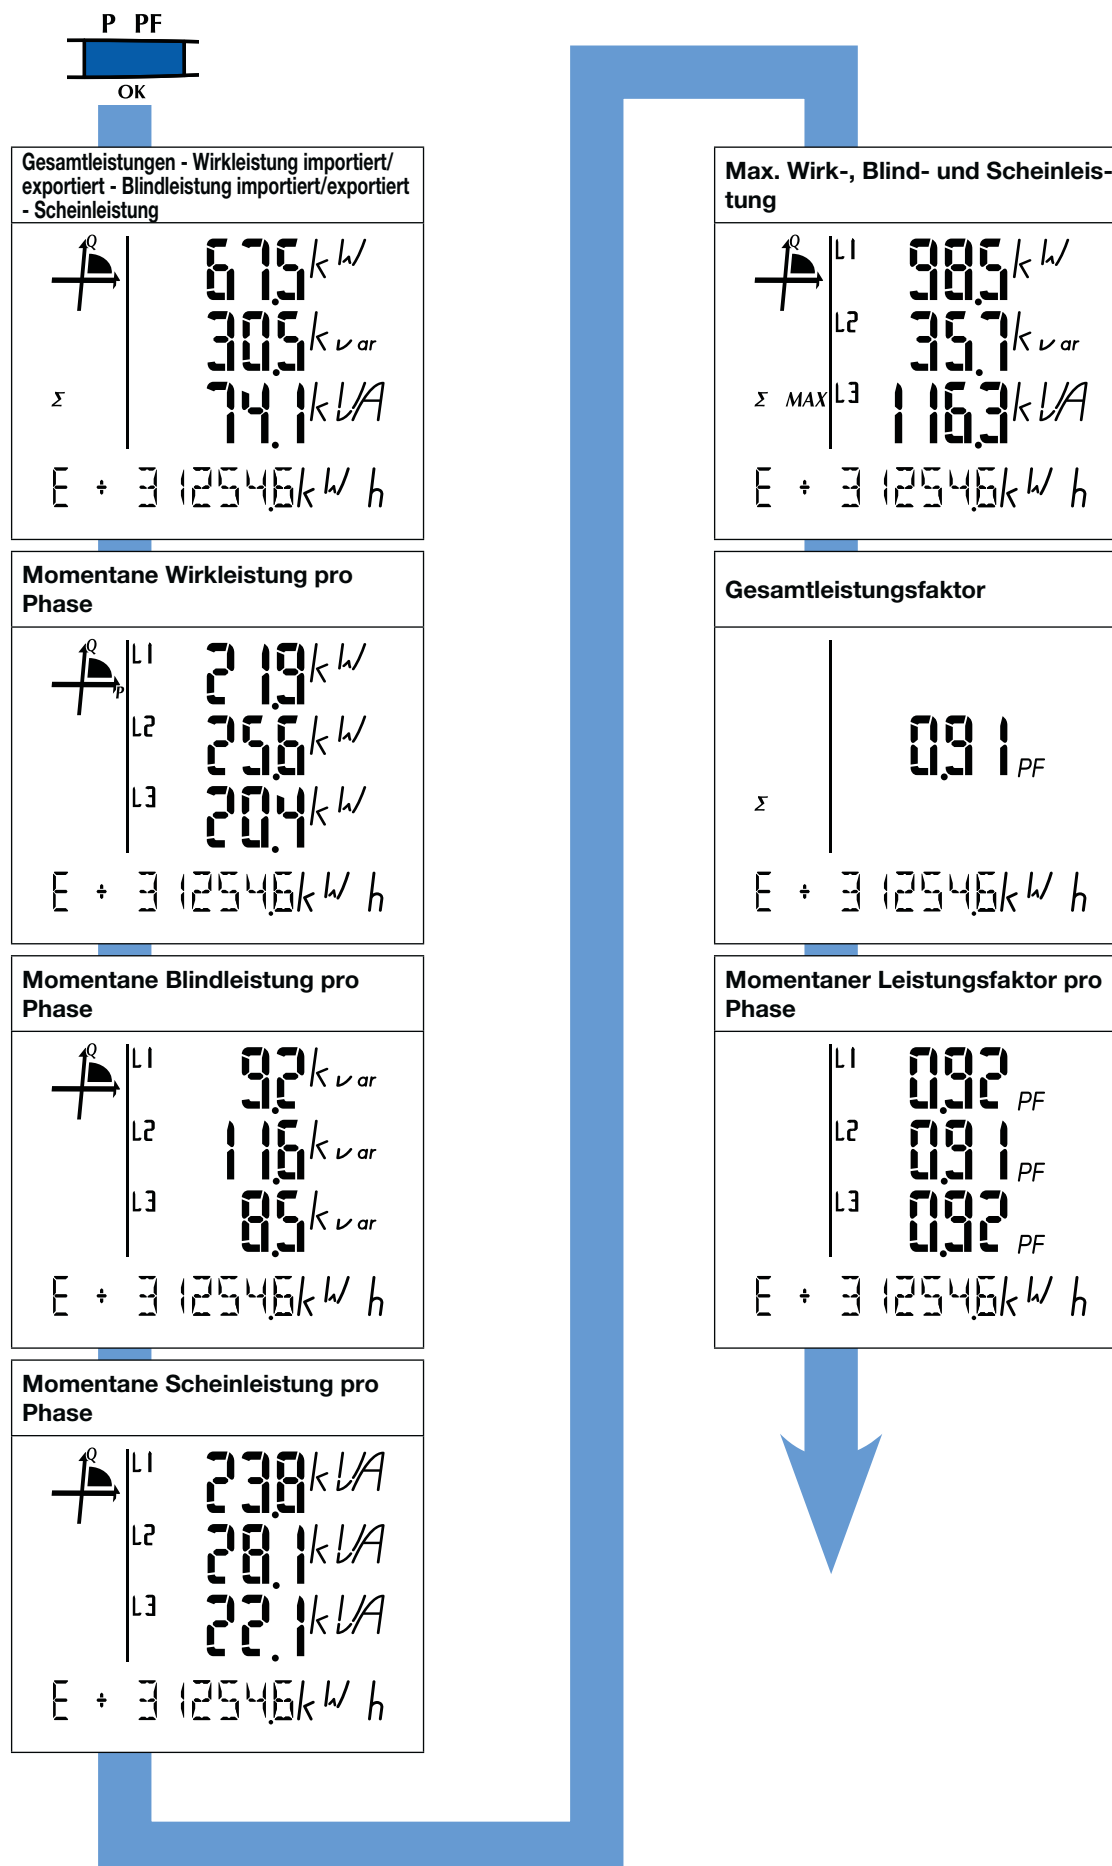 P PF
OK
Gesamtleistungen - Wirkleistung importiert/
exportiert - Blindleistung importiert/exportiert
- Scheinleistung
Q
67.5 kW
30.5 kvar
Σ 74.1 kVA
E + 31254.6 kWh
Momentane Wirkleistung pro
Phase
Q P
L1 21.9 kW
L2 25.6 kW
L3 20.4 kW
E + 31254.6 kWh
Momentane Blindleistung pro
Phase
Q
L1 9.2 kvar
L2 11.6 kvar
L3 8.5 kvar
E + 31254.6 kWh
Momentane Scheinleistung pro
Phase
Q
L1 23.8 kVA
L2 28.1 kVA
L3 22.1 kVA
E + 31254.6 kWh
Max. Wirk-, Blind- und Scheinleis-
tung
Q
L1 98.5 kW
L2 35.7 kvar
Σ MAX L3 116.3 kVA
E + 31254.6 kWh
Gesamtleistungsfaktor
0.91 PF
Σ
E + 31254.6 kWh
Momentaner Leistungsfaktor pro
Phase
L1 0.92 PF
L2 0.91 PF
L3 0.92 PF
E + 31254.6 kWh